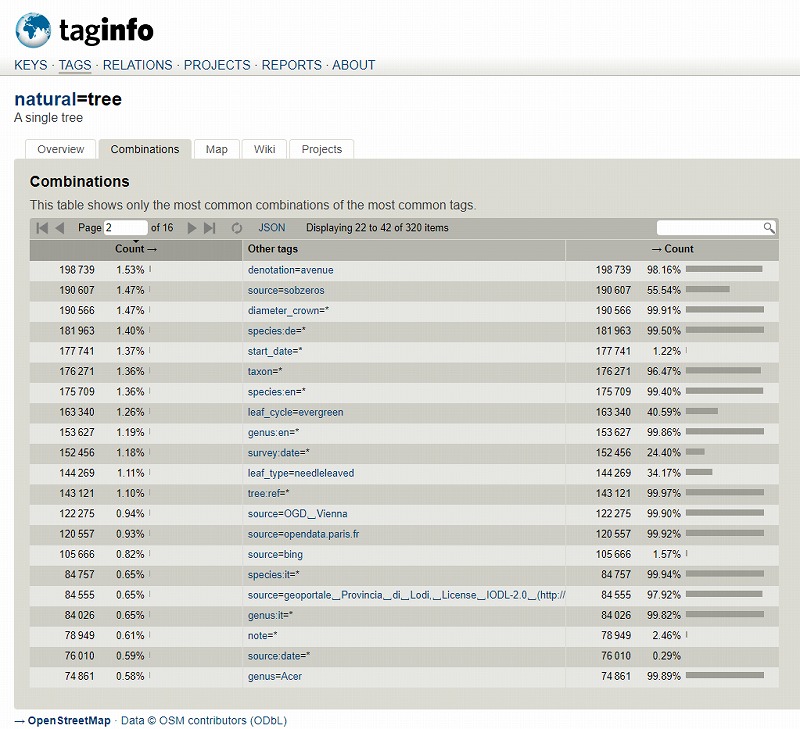 taginfo
KEYS · TAGS · RELATIONS · PROJECTS · REPORTS · ABOUT
natural=tree
A single tree
Overview Combinations Map Wiki Projects
Combinations
This table shows only the most common combinations of the most common tags.
Page 2 of 16 JSON Displaying 22 to 42 of 320 items
Count → Other tags → Count
198 739 1.53% denotation=avenue 198 739 98.16%
190 607 1.47% source=sobzeros 190 607 55.54%
190 566 1.47% diameter_crown=* 190 566 99.91%
181 963 1.40% species:de=* 181 963 99.50%
177 741 1.37% start_date=* 177 741 1.22%
176 271 1.36% taxon=* 176 271 96.47%
175 709 1.36% species:en=* 175 709 99.40%
163 340 1.26% leaf_cycle=evergreen 163 340 40.59%
153 627 1.19% genus:en=* 153 627 99.86%
152 456 1.18% survey:date=* 152 456 24.40%
144 269 1.11% leaf_type=needleleaved 144 269 34.17%
143 121 1.10% tree:ref=* 143 121 99.97%
122 275 0.94% source=OGD␣Vienna 122 275 99.90%
120 557 0.93% source=opendata.paris.fr 120 557 99.92%
105 666 0.82% source=bing 105 666 1.57%
84 757 0.65% species:it=* 84 757 99.94%
84 555 0.65% source=geoportale␣Provincia␣di␣Lodi,␣License␣IODL-2.0␣(http:// 84 555 97.92%
84 026 0.65% genus:it=* 84 026 99.82%
78 949 0.61% note=* 78 949 2.46%
76 010 0.59% source:date=* 76 010 0.29%
74 861 0.58% genus=Acer 74 861 99.89%
→ OpenStreetMap · Data © OSM contributors (ODbL)